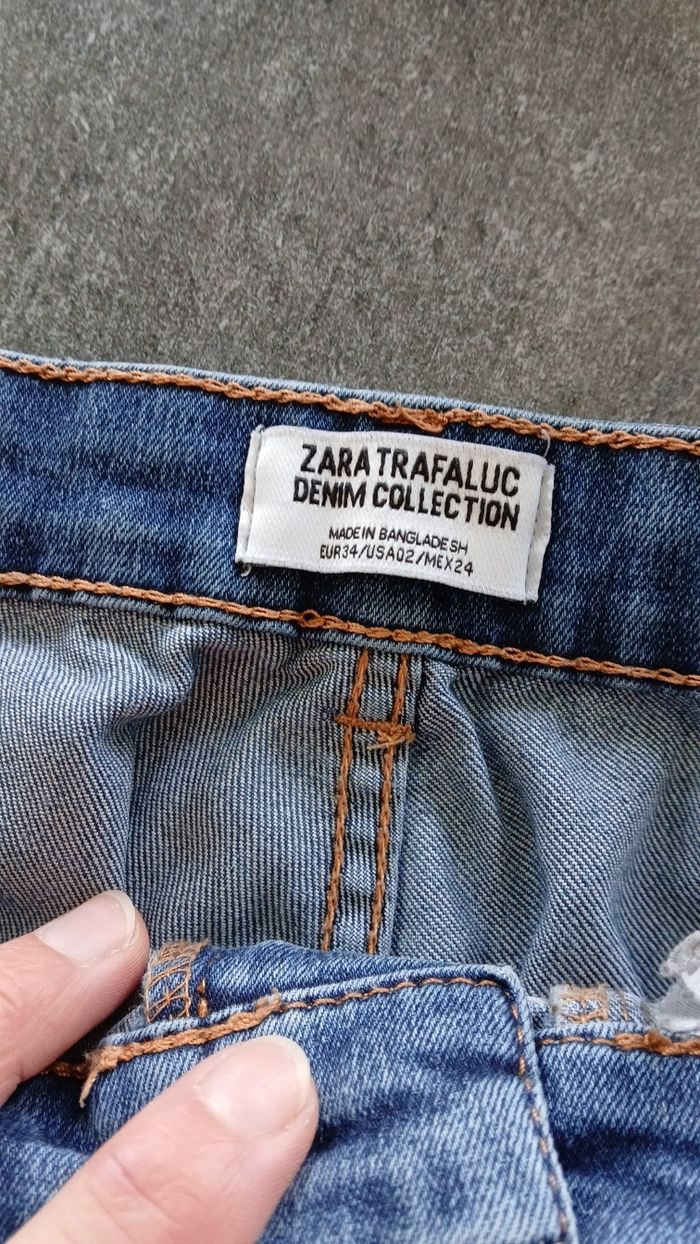 ZARA TRAFALUC
DENIM COLLECTION
MADE IN BANGLADESH
EUR34/USA02/MEX24